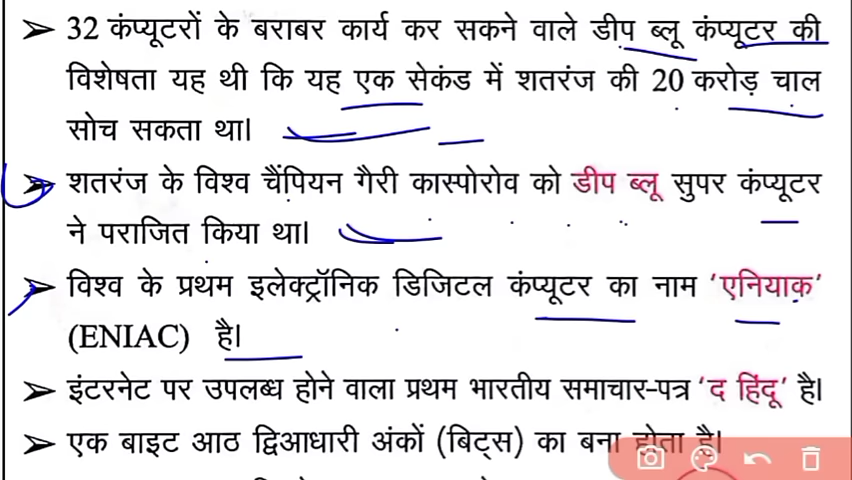 ➢ 32 कंप्यूटरों के बराबर कार्य कर सकने वाले डीप ब्लू कंप्यूटर की
विशेषता यह थी कि यह एक सेकंड में शतरंज की 20 करोड़ चाल
सोच सकता था।
➢ शतरंज के विश्व चैंपियन गैरी कास्पोरोव को डीप ब्लू सुपर कंप्यूटर
ने पराजित किया था।
➢ विश्व के प्रथम इलेक्ट्रॉनिक डिजिटल कंप्यूटर का नाम 'एनियाक'
(ENIAC) है।
➢ इंटरनेट पर उपलब्ध होने वाला प्रथम भारतीय समाचार-पत्र 'द हिंदू' है।
➢ एक बाइट आठ द्विआधारी अंकों (बिट्स) का बना होता है।